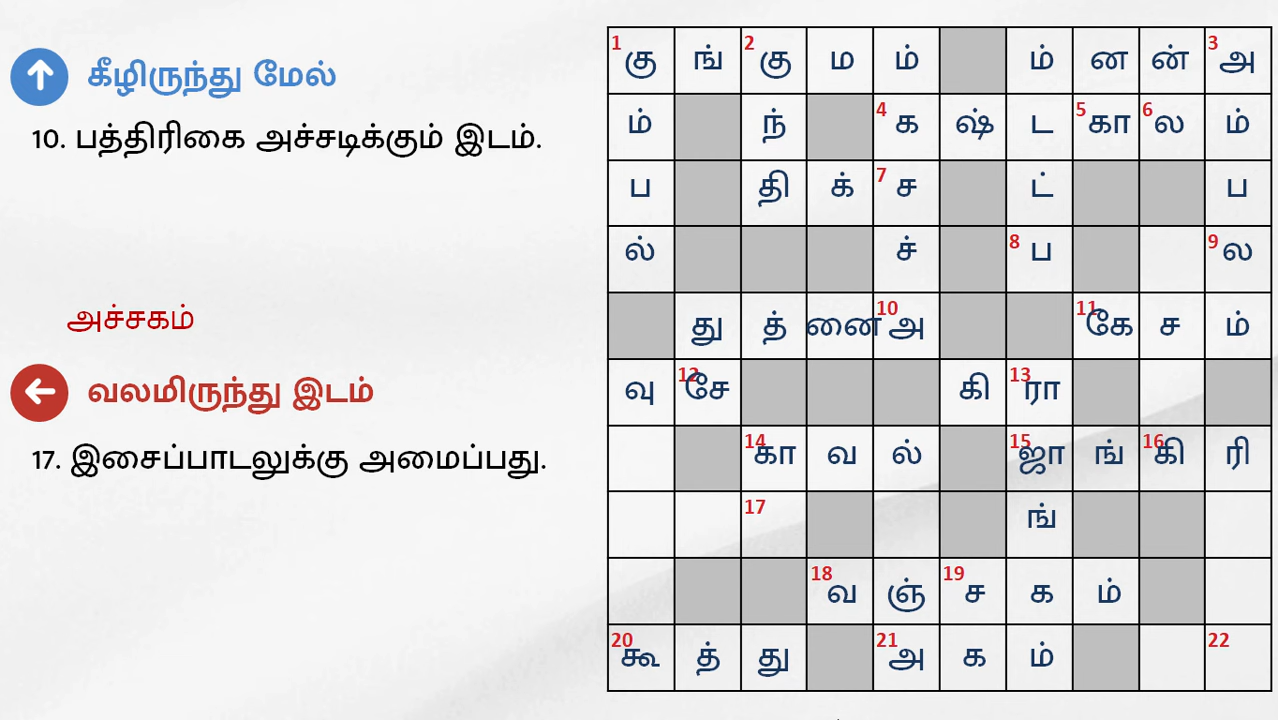 கீழிருந்து மேல்
10. பத்திரிகை அச்சடிக்கும் இடம்.
அச்சகம்
வலமிருந்து இடம்
17. இசைப்பாடலுக்கு அமைப்பது.
1 கு ங் 2 கு ம ம் ம் ன ன் 3 அ
ம் ந் 4 க ஷ் ட 5 கா 6 ல ம்
ப தி க் 7 ச ட் ப
ல் ச் 8 ப 9 ல
து த் னை 10 அ 11 கே ச ம்
வு 12 சே கி 13 ரா
14 கா வ ல் 15 ஜா ங் 16 கி ரி
17 ங்
18 வ ஞ் 19 ச க ம்
20 கூ த் து 21 அ க ம் 22